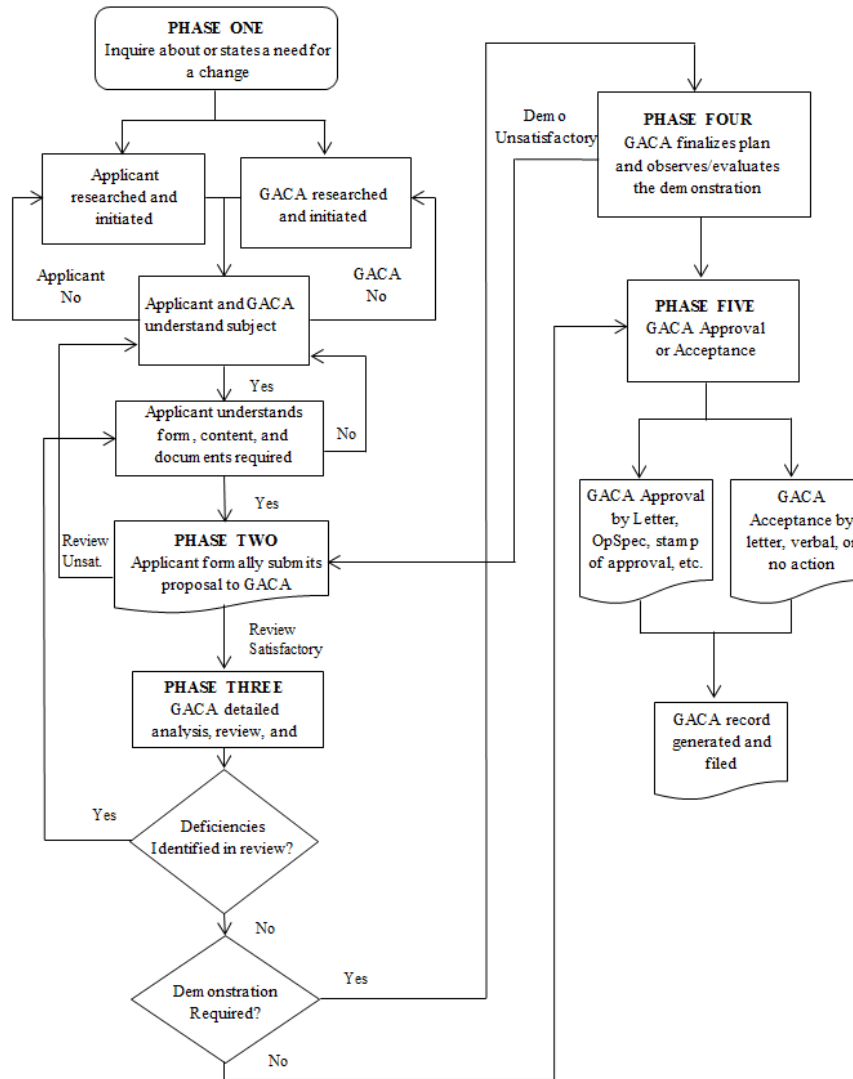 PHASE ONE
Inquire about or states a need for
a change
Applicant
researched and
initiated
GACA researched
and initiated
Applicant
No
GACA
No
Applicant and GACA
understand subject
Yes
Applicant understands
form, content, and
documents required
No
Yes
Review
Unsat.
PHASE TWO
Applicant formally submits
proposal to GACA
Review
Satisfactory
PHASE THREE
GACA detailed
analysis, review, and
Yes
Deficiencies
Identified in review?
No
Demonstration
Required?
Yes
No
Demo
Unsatisfactory
PHASE FOUR
GACA finalizes plan
and observes/evaluates
the demonstration
PHASE FIVE
GACA Approval
or Acceptance
GACA Approval
by Letter,
OpSpec, stamp
of approval, etc.
GACA
Acceptance by
letter, verbal, or
no action
GACA record
generated and
filed